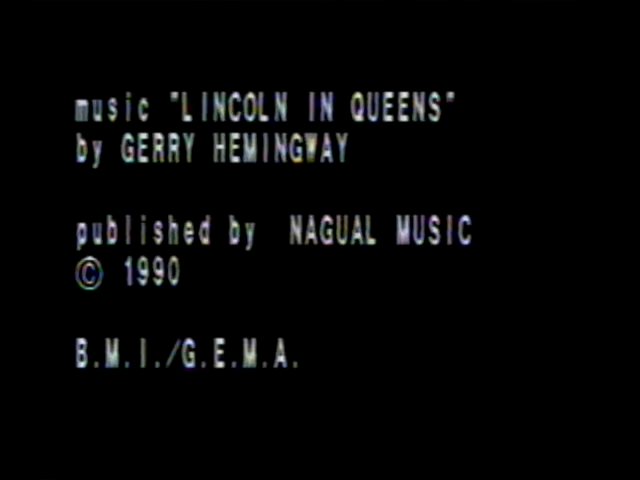 music "LINCOLN IN QUEENS"
by GERRY HEMINGWAY
published by NAGUAL MUSIC
© 1990
B.M.I./G.E.M.A.